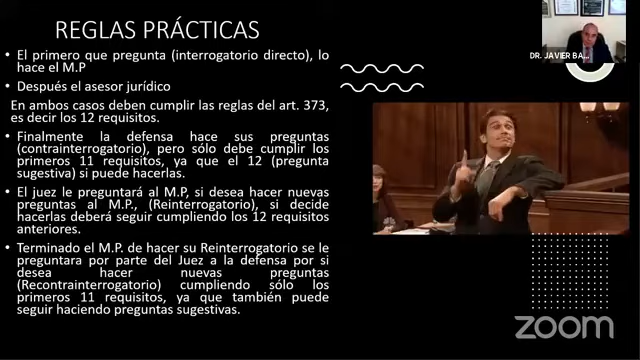 REGLAS PRÁCTICAS
• El primero que pregunta (interrogatorio directo), lo
hace el M.P
• Después el asesor jurídico
En ambos casos deben cumplir las reglas del art. 373,
es decir los 12 requisitos.
• Finalmente la defensa hace sus preguntas
(contrainterrogatorio), pero sólo debe cumplir los
primeros 11 requisitos, ya que el 12 (pregunta
sugestiva) si puede hacerlas.
• El juez le preguntará al M.P, si desea hacer nuevas
preguntas al M.P., (Reinterrogatorio), si decide
hacerlas deberá seguir cumpliendo los 12 requisitos
anteriores.
• Terminado el M.P. de hacer su Reinterrogatorio se le
preguntara por parte del Juez a la defensa por si
desea hacer nuevas preguntas
(Recontrainterrogatorio) cumpliendo sólo los
primeros 11 requisitos, ya que también puede
seguir haciendo preguntas sugestivas.
DR. JAVIER BA...
zoom